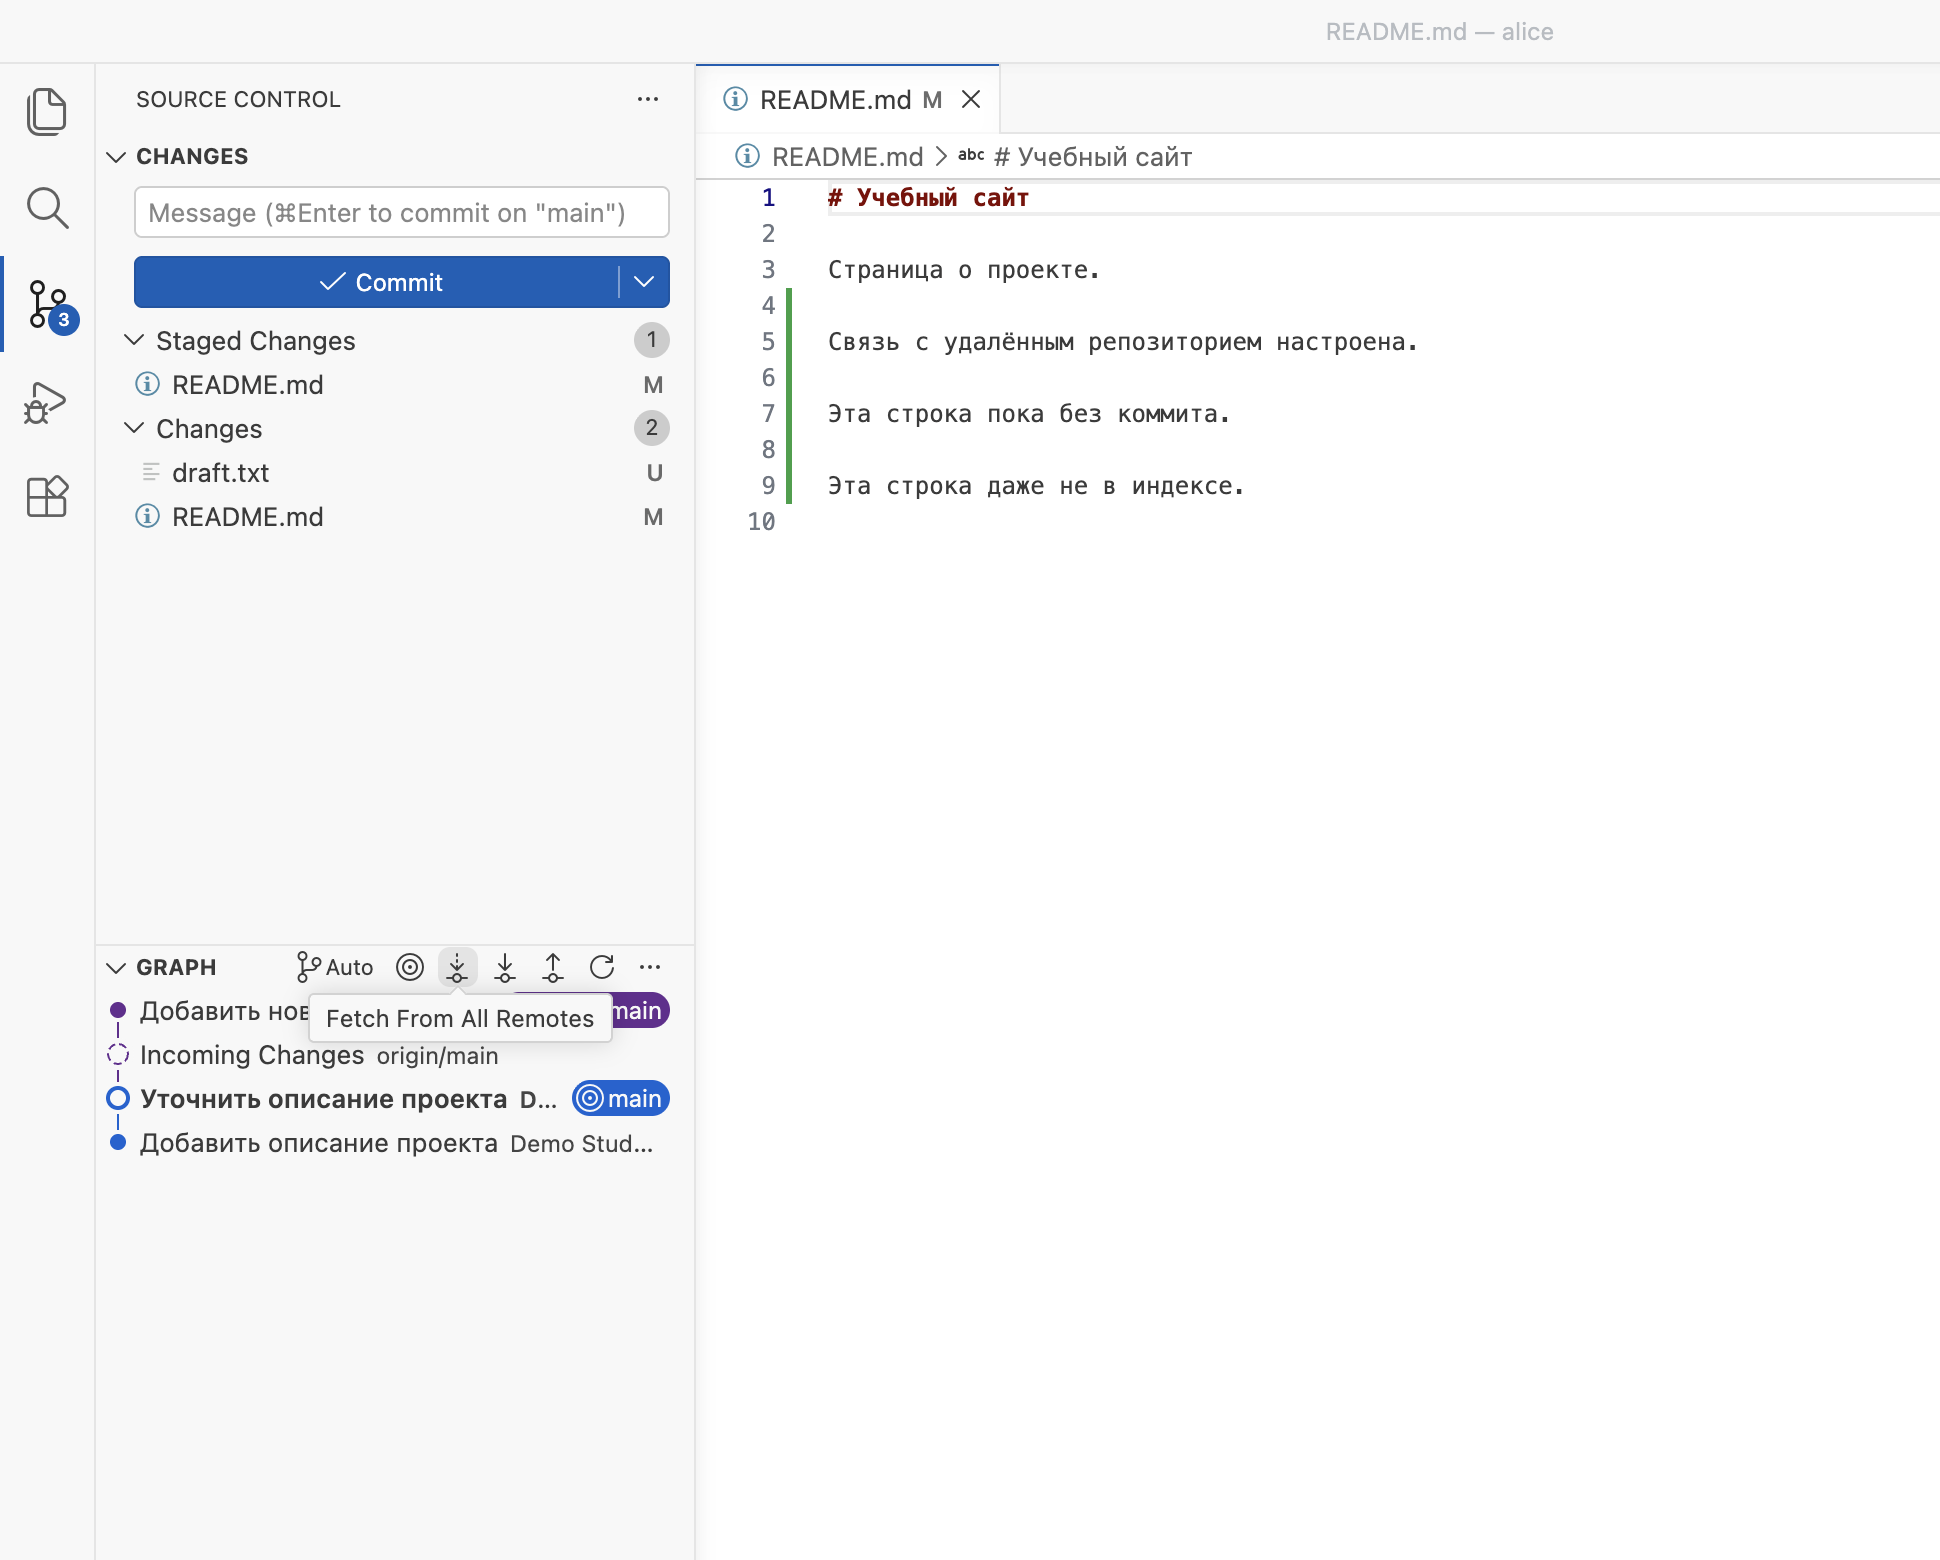 README.md — alice
SOURCE CONTROL
CHANGES
Message (⌘Enter to commit on "main")
Commit
Staged Changes 1
README.md M
Changes 2
draft.txt U
README.md M
3
GRAPH Auto
Добавить нов main
Fetch From All Remotes
Incoming Changes origin/main
Уточнить описание проекта D... main
Добавить описание проекта Demo Stud...
README.md M
README.md > abc # Учебный сайт
1 # Учебный сайт
2
3 Страница о проекте.
4
5 Связь с удалённым репозиторием настроена.
6
7 Эта строка пока без коммита.
8
9 Эта строка даже не в индексе.
10